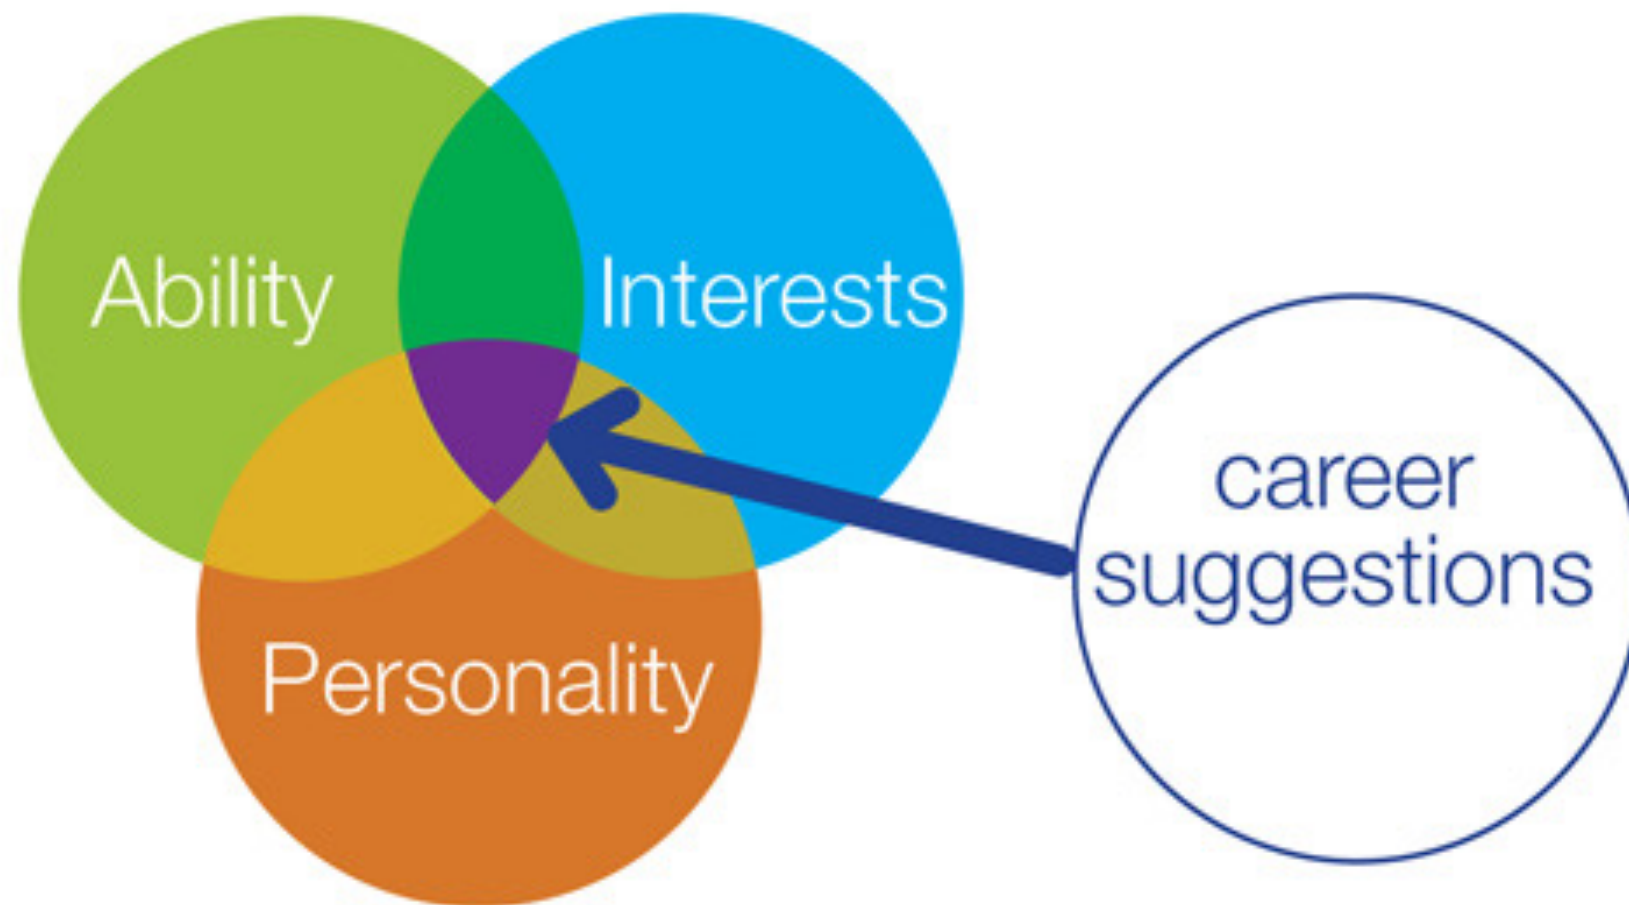 Ability
Interests
career
suggestions
Personality